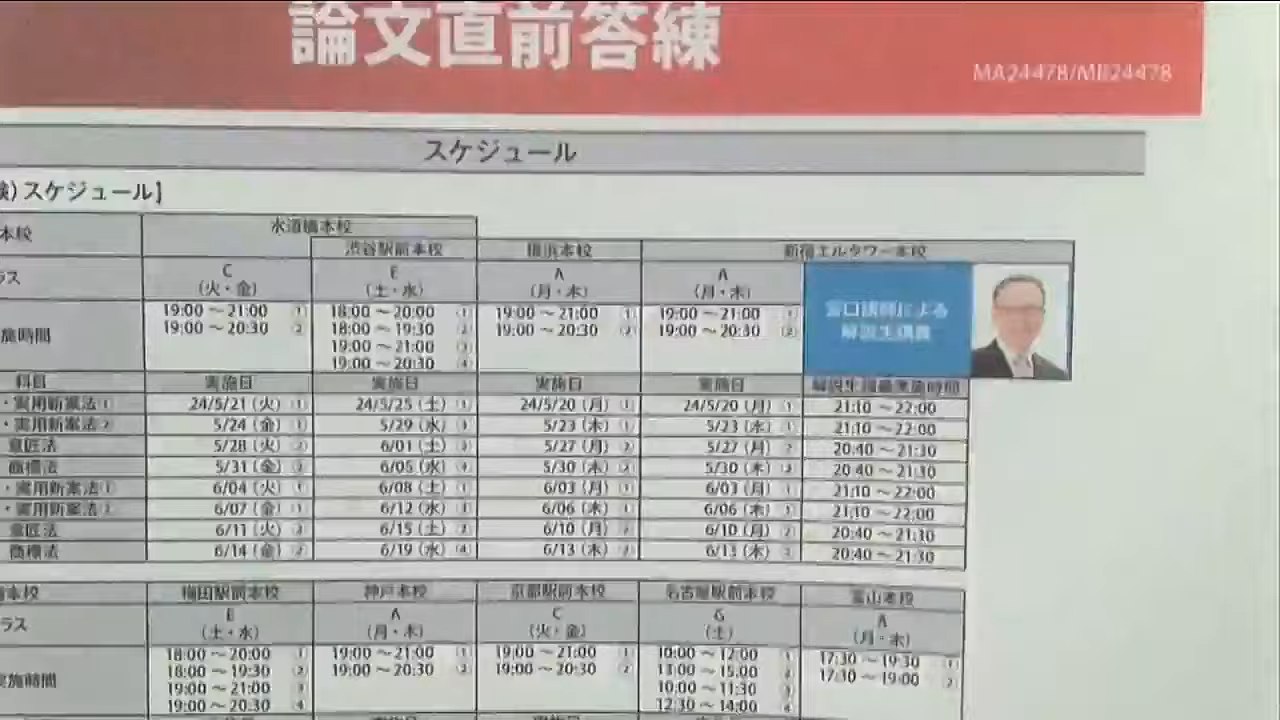 論文直前答練
MA24478/MB24478
スケジュール
験) スケジュール】
本校 水道橋本校
渋谷駅前本校 横浜本校 新宿エルタワー本校
ラス C E A A
(火・金) (土・水) (月・木) (月・木)
施時間 19:00 ～ 21:00 ① 18:00 ～ 20:00 ① 19:00 ～ 21:00 ① 19:00 ～ 21:00 ①
19:00 ～ 20:30 ② 18:00 ～ 19:30 ② 19:00 ～ 20:30 ② 19:00 ～ 20:30 ②
19:00 ～ 21:00 ③
19:00 ～ 20:30 ④
講師による
解説生講義
科目 実施日 実施日 実施日 実施日 解説生講義実施時間
・実用新案法① 24/5/21 (火) ① 24/5/25 (土) ① 24/5/20 (月) ① 24/5/20 (月) ① 21:10 ～ 22:00
・実用新案法② 5/24 (金) ① 5/29 (水) 5/23 (木) ① 5/23 (木) ① 21:10 ～ 22:00
意匠法 5/28 (火) ② 6/01 (土) ② 5/27 (月) ② 5/27 (月) ② 20:40 ～ 21:30
商標法 5/31 (金) ② 6/05 (水) ④ 5/30 (木) ② 5/30 (木) ② 20:40 ～ 21:30
・実用新案法① 6/04 (火) ① 6/08 (土) ① 6/03 (月) ① 6/03 (月) ① 21:10 ～ 22:00
・実用新案法② 6/07 (金) ① 6/12 (水) ③ 6/06 (木) ① 6/06 (木) ① 21:10 ～ 22:00
意匠法 6/11 (火) ② 6/15 (土) ② 6/10 (月) ② 6/10 (月) ② 20:40 ～ 21:30
商標法 6/14 (金) ② 6/19 (水) ④ 6/13 (木) ② 6/13 (木) ② 20:40 ～ 21:30
本校 梅田駅前本校 神戸本校 京都駅前本校 名古屋駅前本校 富山本校
ラス E A C G A
(土・水) (月・木) (火・金) (土) (月・木)
実施時間 18:00 ～ 20:00 ① 19:00 ～ 21:00 ① 19:00 ～ 21:00 ① 10:00 ～ 12:00 ① 17:30 ～ 19:30 ①
18:00 ～ 19:30 ② 19:00 ～ 20:30 ② 19:00 ～ 20:30 ② 13:00 ～ 15:00 ② 17:30 ～ 19:00 ②
19:00 ～ 21:00 ③ 10:00 ～ 11:30 ③
19:00 ～ 20:30 ④ 12:30 ～ 14:00 ④